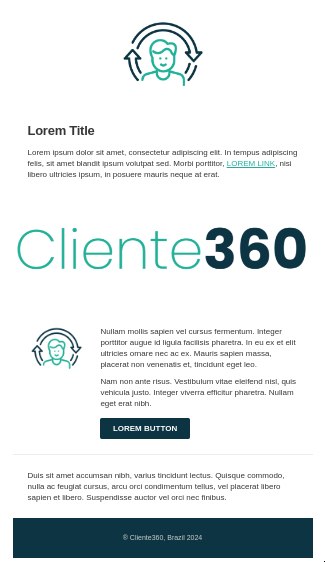 Lorem Title
Lorem ipsum dolor sit amet, consectetur adipiscing elit. In tempus adipiscing
felis, sit amet blandit ipsum volutpat sed. Morbi porttitor, LOREM LINK, nisi
libero ultricies ipsum, in posuere mauris neque at erat.
Cliente360
Nullam mollis sapien vel cursus fermentum. Integer
porttitor augue id ligula facilisis pharetra. In eu ex et elit
ultricies ornare nec ac ex. Mauris sapien massa,
placerat non venenatis et, tincidunt eget leo.
Nam non ante risus. Vestibulum vitae eleifend nisl, quis
vehicula justo. Integer viverra efficitur pharetra. Nullam
eget erat nibh.
LOREM BUTTON
Duis sit amet accumsan nibh, varius tincidunt lectus. Quisque commodo,
nulla ac feugiat cursus, arcu orci condimentum tellus, vel placerat libero
sapien et libero. Suspendisse auctor vel orci nec finibus.
® Cliente360, Brazil 2024